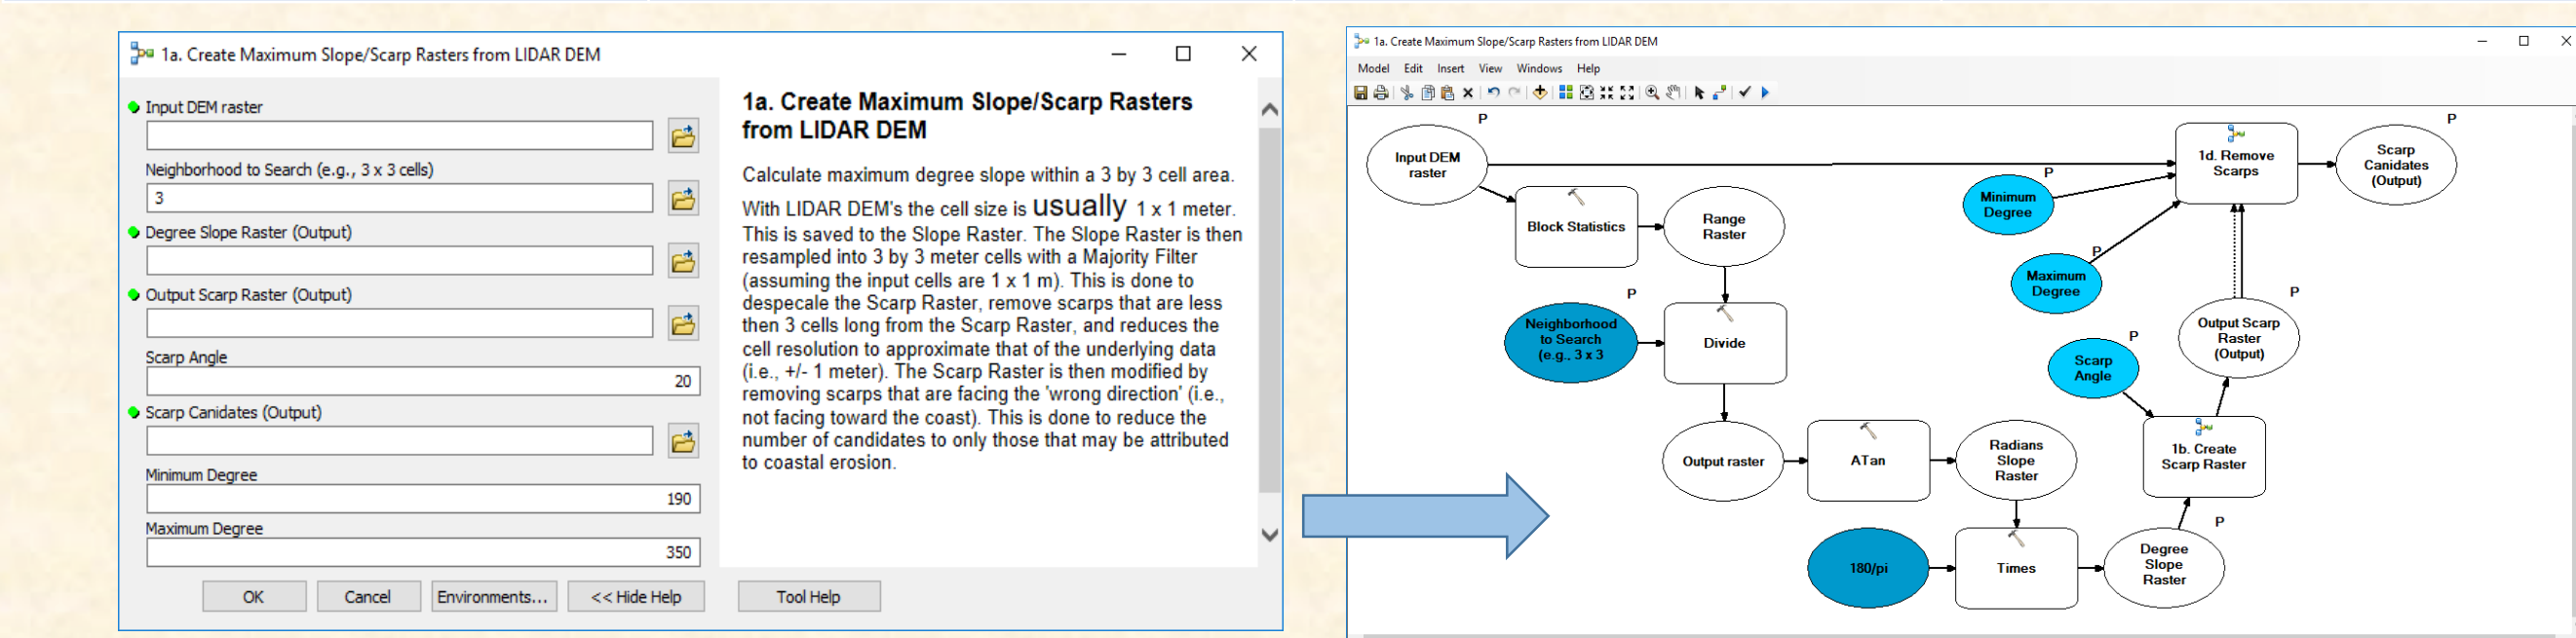 1a. Create Maximum Slope/Scarp Rasters from LIDAR DEM
Input DEM raster
Neighborhood to Search (e.g., 3 x 3 cells)
3
Degree Slope Raster (Output)
Output Scarp Raster (Output)
Scarp Angle
20
Scarp Canidates (Output)
Minimum Degree
190
Maximum Degree
350
OK
Cancel
Environments...
<< Hide Help
Tool Help
1a. Create Maximum Slope/Scarp Rasters
from LIDAR DEM
Calculate maximum degree slope within a 3 by 3 cell area.
With LIDAR DEM's the cell size is usually 1 x 1 meter.
This is saved to the Slope Raster. The Slope Raster is then
resampled into 3 by 3 meter cells with a Majority Filter
(assuming the input cells are 1 x 1 m). This is done to
despecale the Scarp Raster, remove scarps that are less
then 3 cells long from the Scarp Raster, and reduces the
cell resolution to approximate that of the underlying data
(i.e., +/- 1 meter). The Scarp Raster is then modified by
removing scarps that are facing the 'wrong direction' (i.e.,
not facing toward the coast). This is done to reduce the
number of candidates to only those that may be attributed
to coastal erosion.
1a. Create Maximum Slope/Scarp Rasters from LIDAR DEM
Model Edit Insert View Windows Help
P
Input DEM
raster
Block Statistics
Range
Raster
P
Neighborhood
to Search
(e.g., 3 x 3
Divide
Output raster
ATan
Radians
Slope
Raster
180/pi
Times
P
Degree
Slope
Raster
1b. Create
Scarp Raster
P
Scarp
Angle
P
Output Scarp
Raster
(Output)
P
Minimum
Degree
P
Maximum
Degree
1d. Remove
Scarps
P
Scarp
Canidates
(Output)